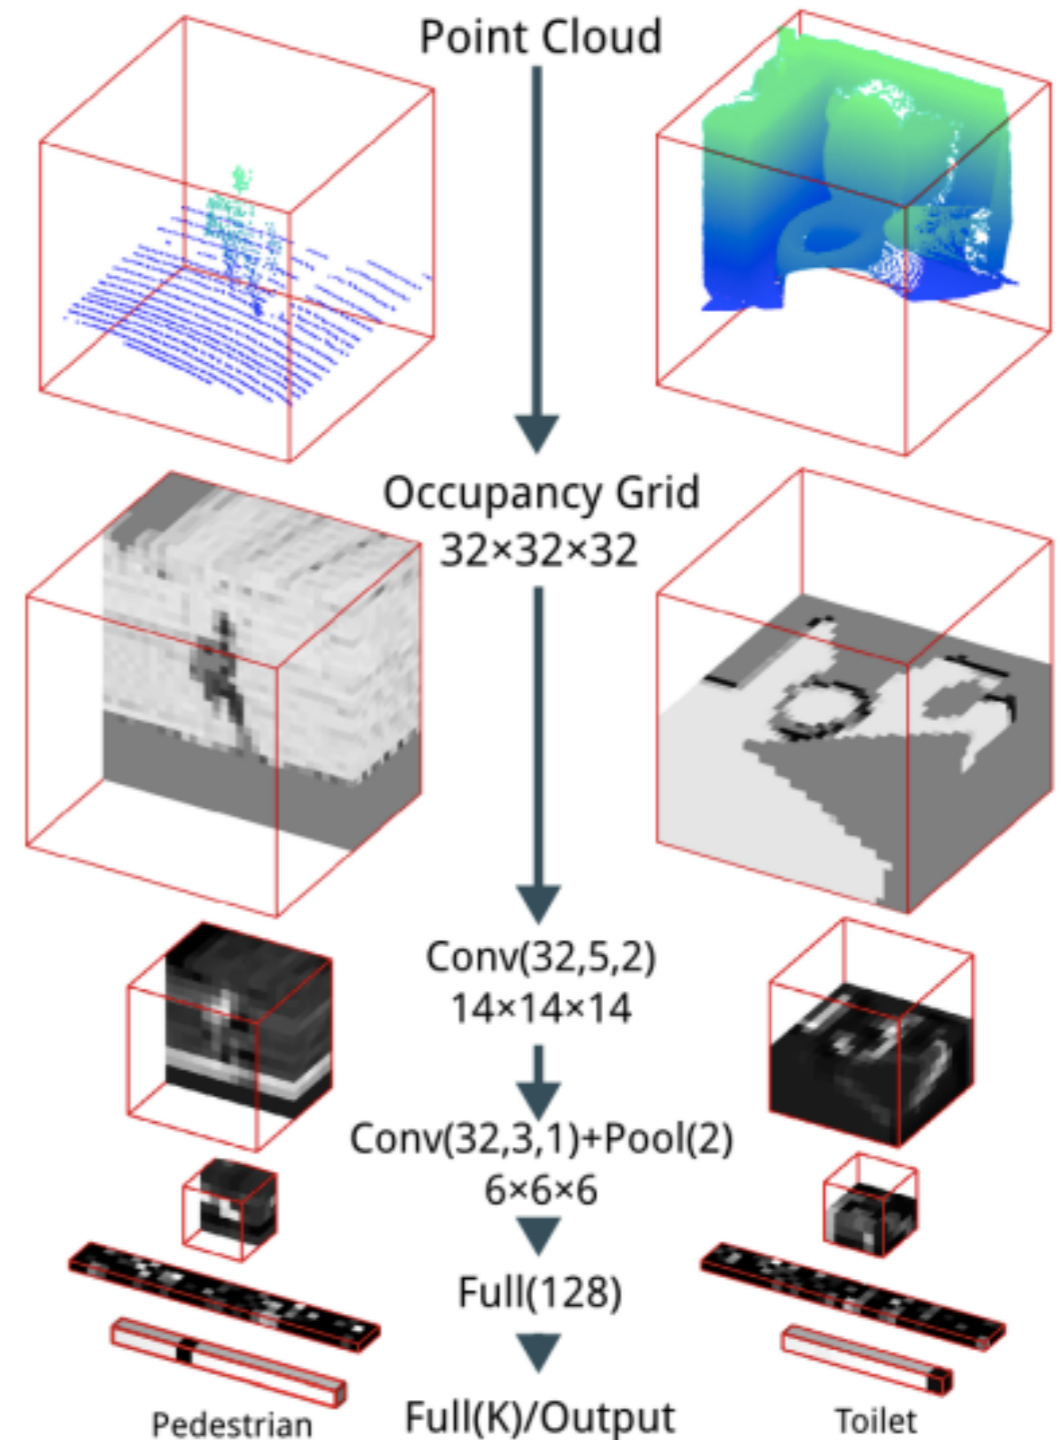 Point Cloud
Occupancy Grid
32×32×32
Conv(32,5,2)
14×14×14
Conv(32,3,1)+Pool(2)
6×6×6
Full(128)
Full(K)/Output
Pedestrian
Toilet